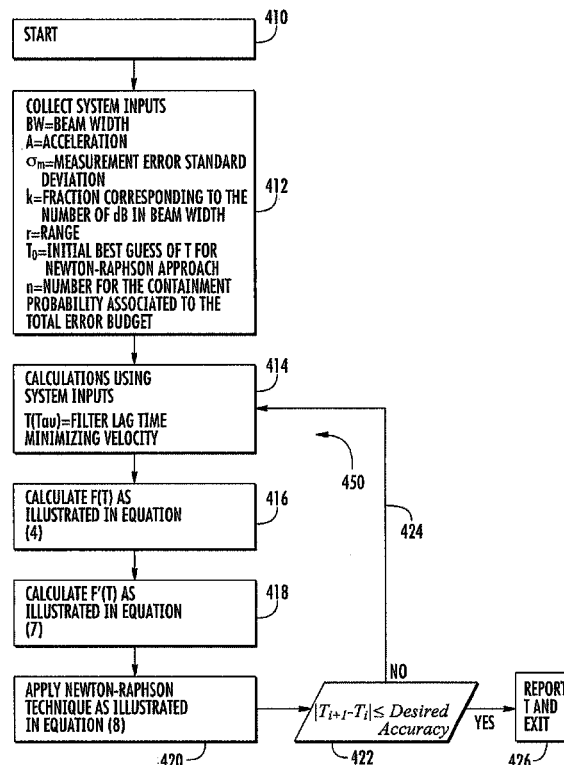 START
410
COLLECT SYSTEM INPUTS
BW=BEAM WIDTH
A=ACCELERATION
σm=MEASUREMENT ERROR STANDARD
DEVIATION
k=FRACTION CORRESPONDING TO THE
NUMBER OF dB IN BEAM WIDTH
r=RANGE
T0=INITIAL BEST GUESS OF T FOR
NEWTON-RAPHSON APPROACH
n=NUMBER FOR THE CONTAINMENT
PROBABILITY ASSOCIATED TO THE
TOTAL ERROR BUDGET
412
CALCULATIONS USING
SYSTEM INPUTS
T(Tau)=FILTER LAG TIME
MINIMIZING VELOCITY
414
450
424
CALCULATE F(T) AS
ILLUSTRATED IN EQUATION
(4)
416
CALCULATE F'(T) AS
ILLUSTRATED IN EQUATION
(7)
418
APPLY NEWTON-RAPHSON
TECHNIQUE AS ILLUSTRATED
IN EQUATION (8)
420
NO
|Ti+1-Ti|≤ Desired
Accuracy
422
YES
REPORT
T AND
EXIT
426